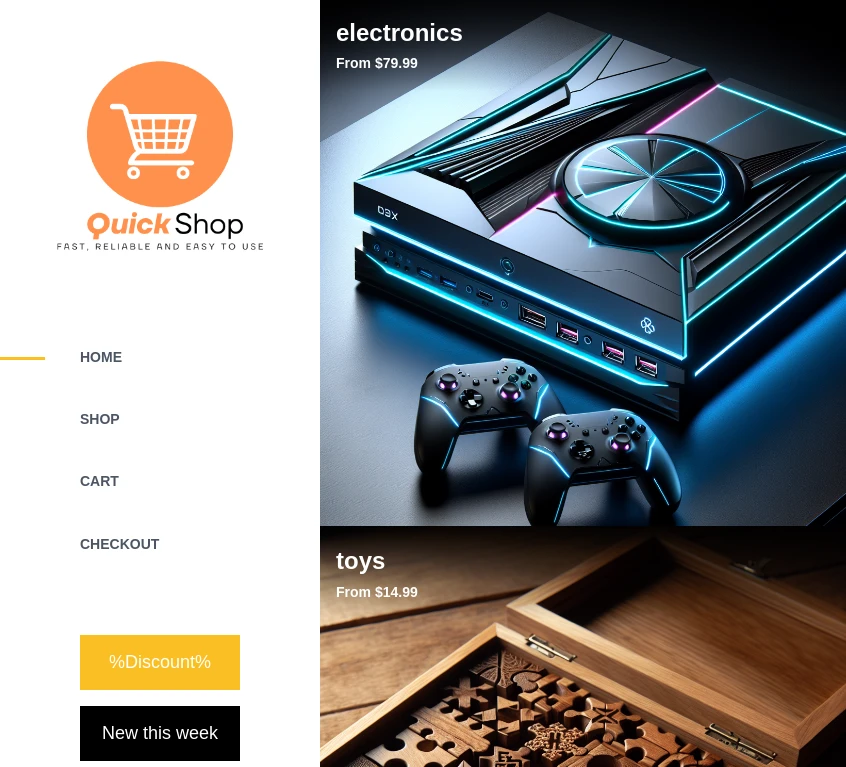 Quick Shop
FAST, RELIABLE AND EASY TO USE
HOME
SHOP
CART
CHECKOUT
%Discount%
New this week
electronics
From $79.99
toys
From $14.99